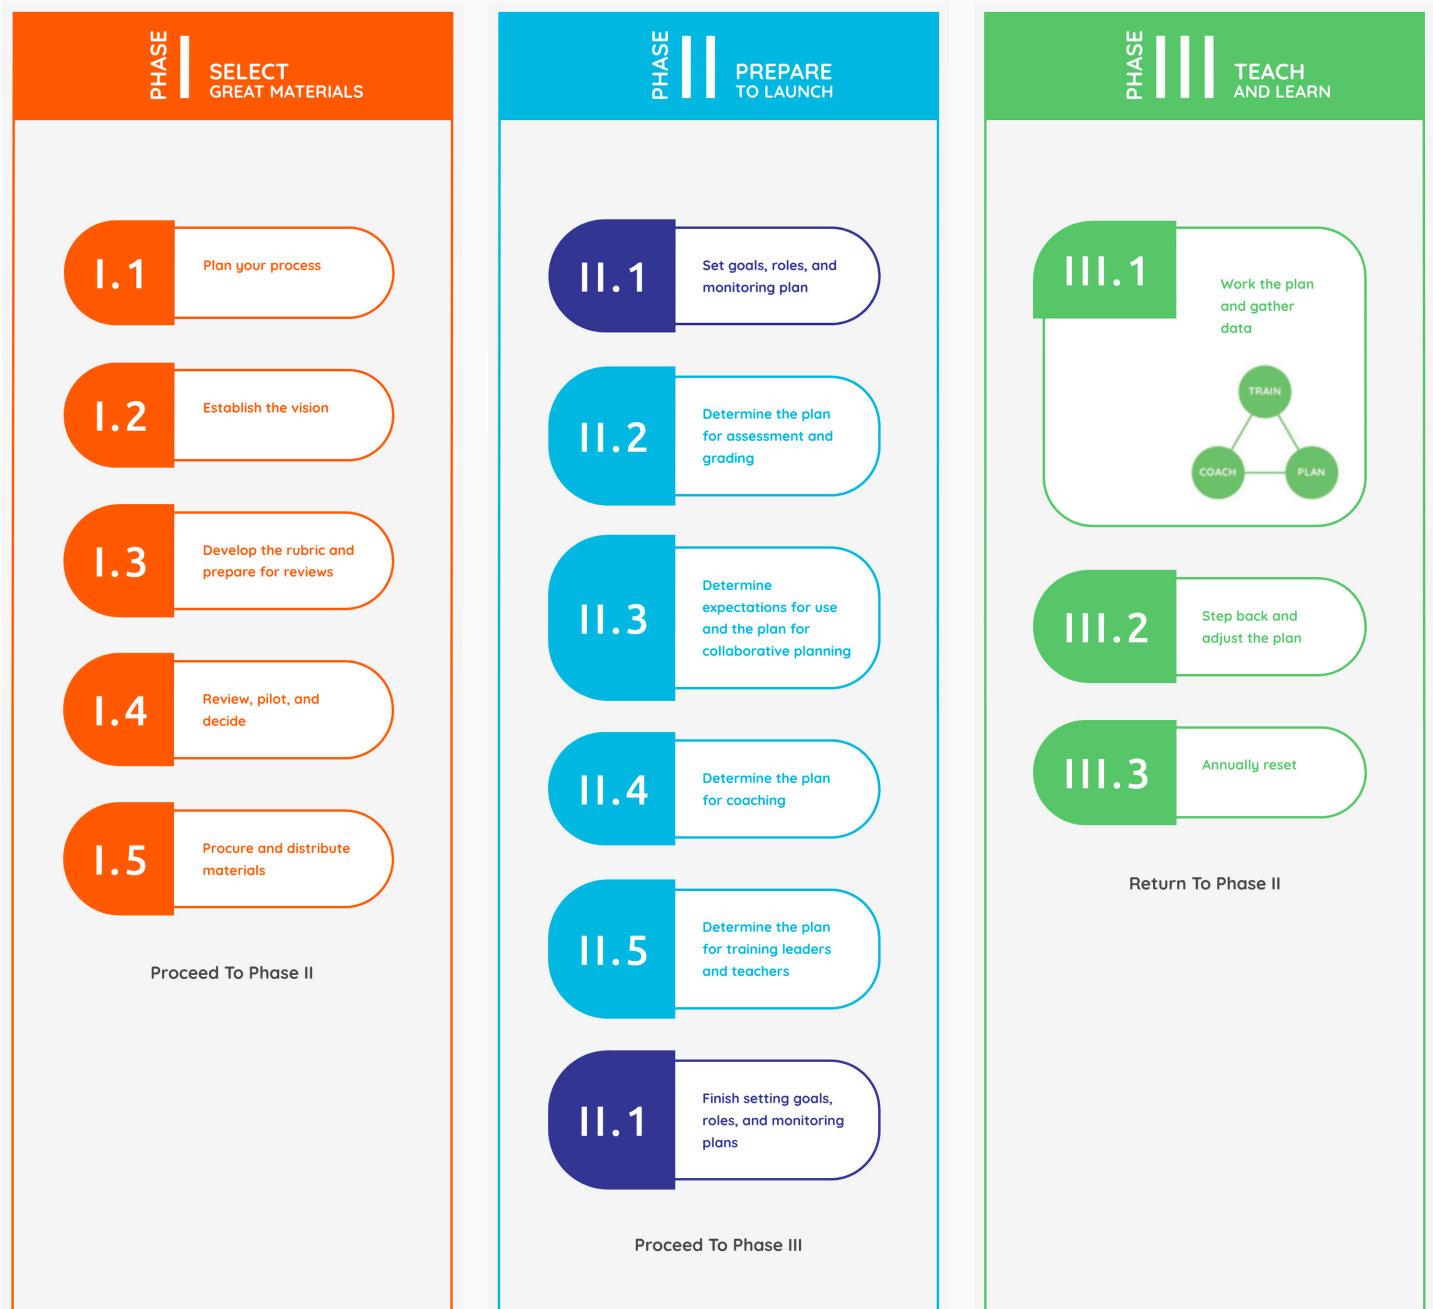 PHASE I
SELECT
GREAT MATERIALS
I.1
Plan your process
I.2
Establish the vision
I.3
Develop the rubric and
prepare for reviews
I.4
Review, pilot, and
decide
I.5
Procure and distribute
materials
Proceed To Phase II
PHASE II
PREPARE
TO LAUNCH
II.1
Set goals, roles, and
monitoring plan
II.2
Determine the plan
for assessment and
grading
II.3
Determine
expectations for use
and the plan for
collaborative planning
II.4
Determine the plan
for coaching
II.5
Determine the plan
for training leaders
and teachers
II.1
Finish setting goals,
roles, and monitoring
plans
Proceed To Phase III
PHASE III
TEACH
AND LEARN
III.1
Work the plan
and gather
data
TRAIN
COACH
PLAN
III.2
Step back and
adjust the plan
III.3
Annually reset
Return To Phase II